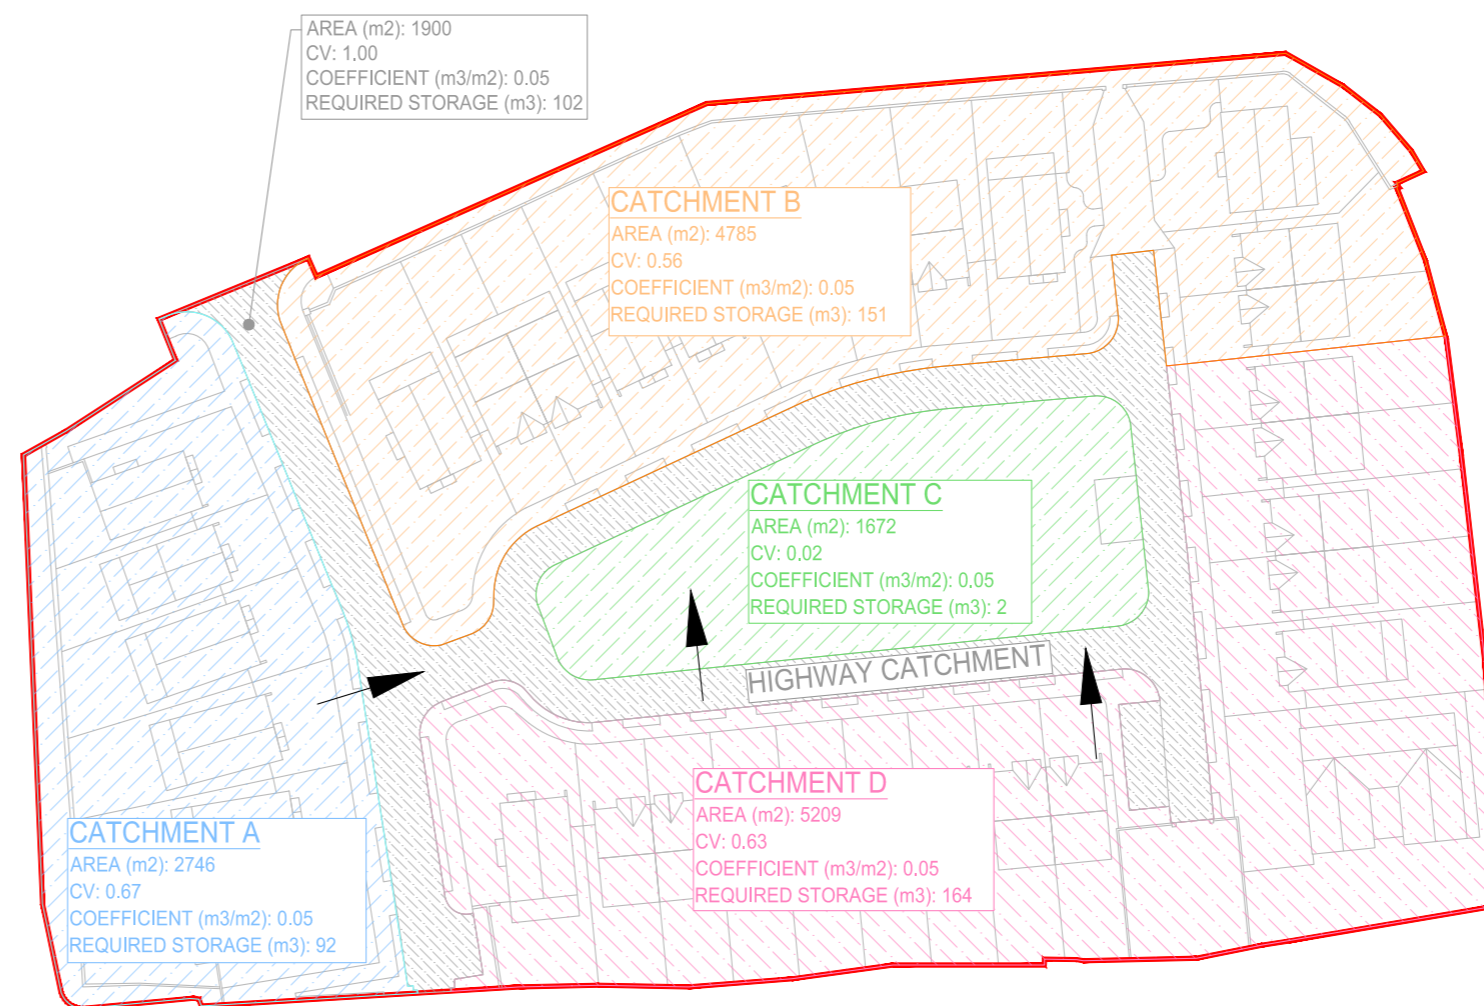 AREA (m2): 1900
CV: 1.00
COEFFICIENT (m3/m2): 0.05
REQUIRED STORAGE (m3): 102
CATCHMENT B
AREA (m2): 4785
CV: 0.56
COEFFICIENT (m3/m2): 0.05
REQUIRED STORAGE (m3): 151
CATCHMENT C
AREA (m2): 1672
CV: 0.02
COEFFICIENT (m3/m2): 0.05
REQUIRED STORAGE (m3): 2
HIGHWAY CATCHMENT
CATCHMENT D
AREA (m2): 5209
CV: 0.63
COEFFICIENT (m3/m2): 0.05
REQUIRED STORAGE (m3): 164
CATCHMENT A
AREA (m2): 2746
CV: 0.67
COEFFICIENT (m3/m2): 0.05
REQUIRED STORAGE (m3): 92